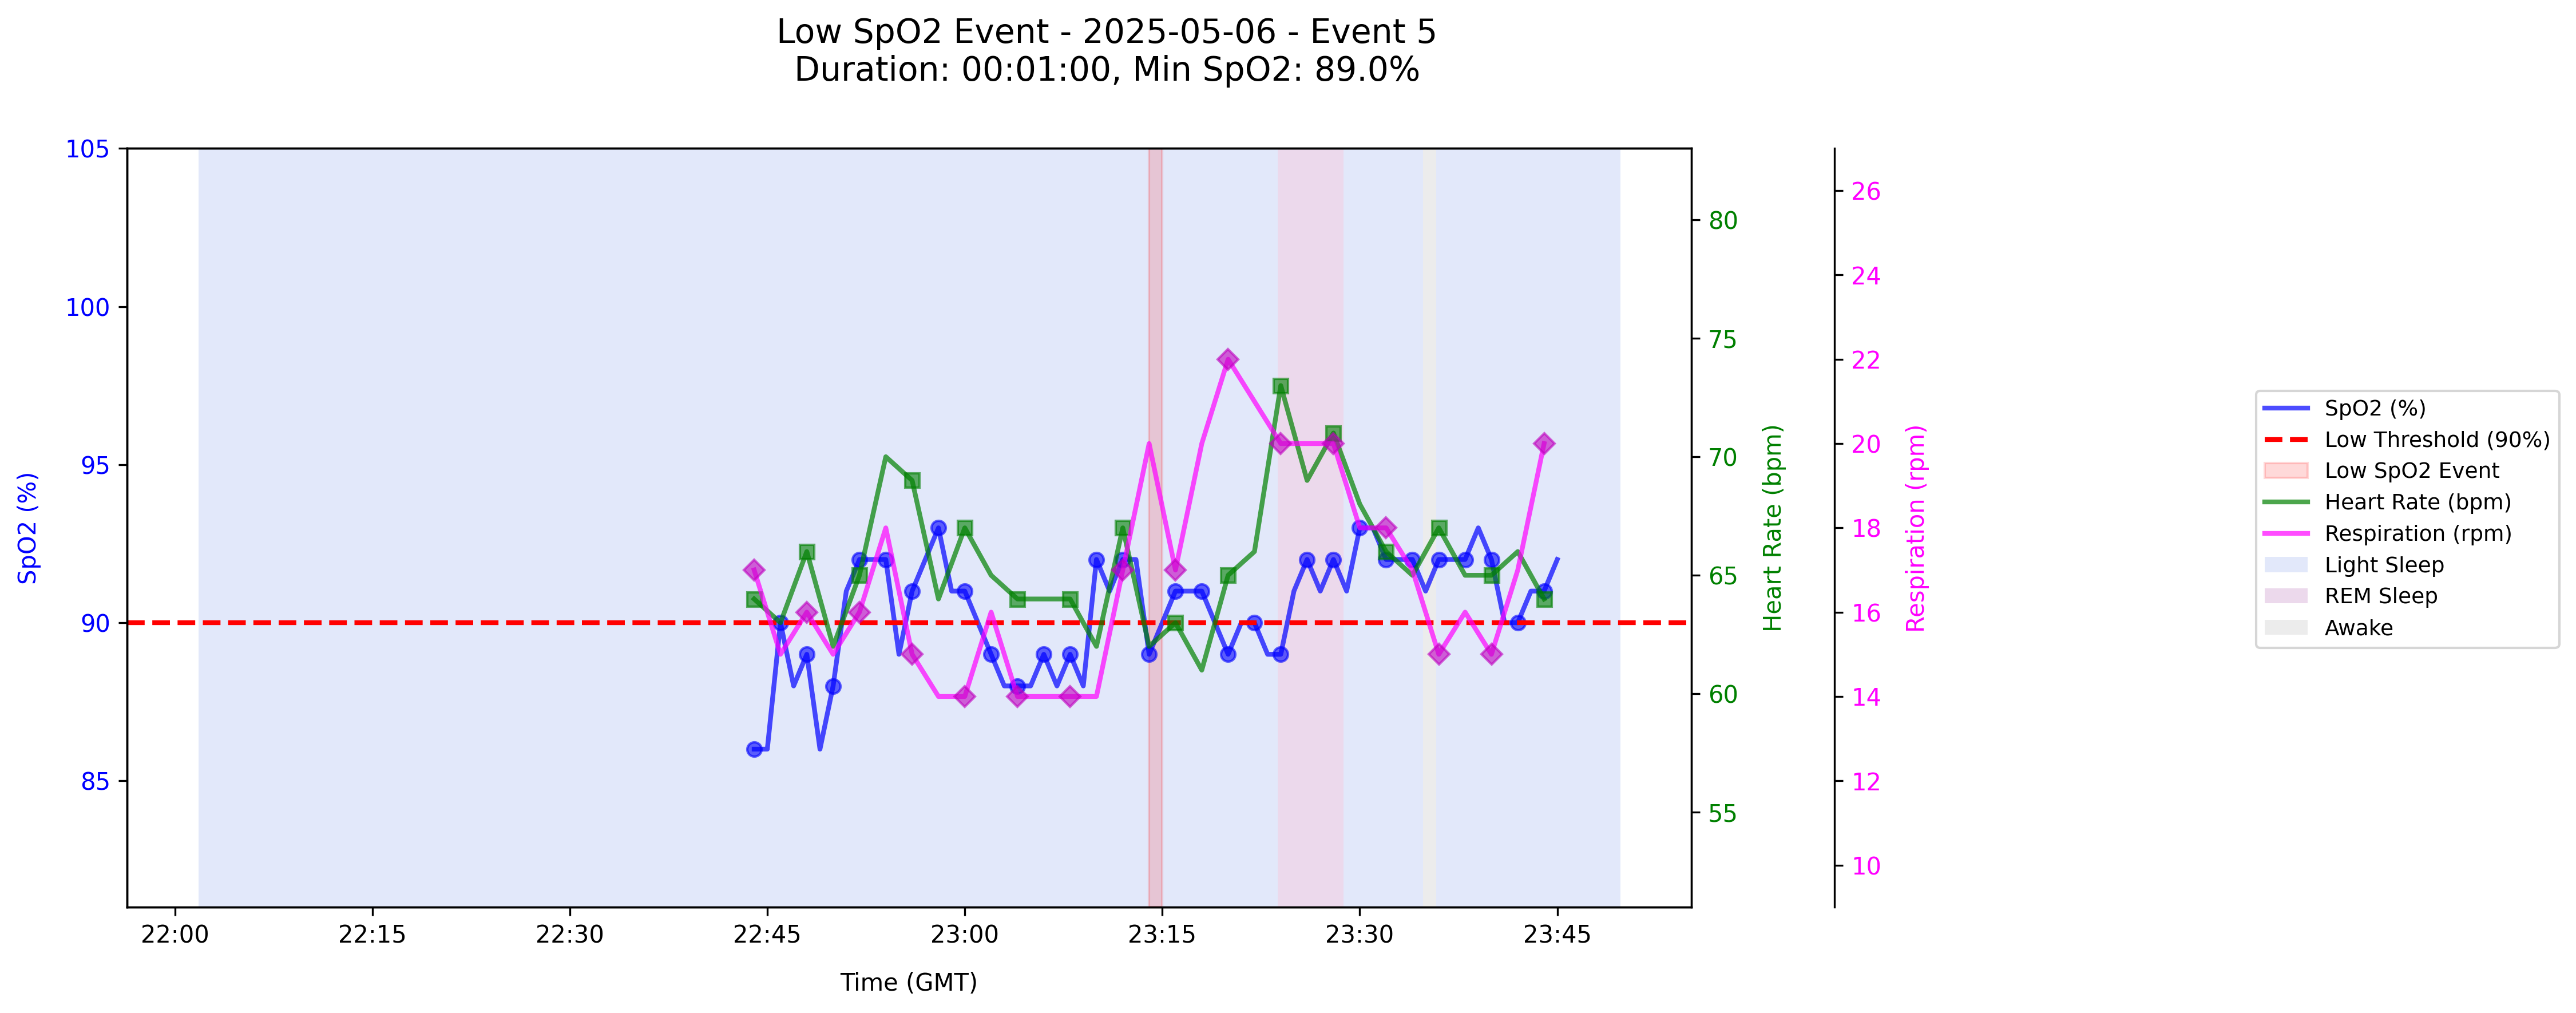 Low SpO2 Event - 2025-05-06 - Event 5
Duration: 00:01:00, Min SpO2: 89.0%
105
100
95
90
85
SpO2 (%)
80
75
70
65
60
55
Heart Rate (bpm)
26
24
22
20
18
16
14
12
10
Respiration (rpm)
22:00
22:15
22:30
22:45
23:00
23:15
23:30
23:45
Time (GMT)
SpO2 (%)
Low Threshold (90%)
Low SpO2 Event
Heart Rate (bpm)
Respiration (rpm)
Light Sleep
REM Sleep
Awake